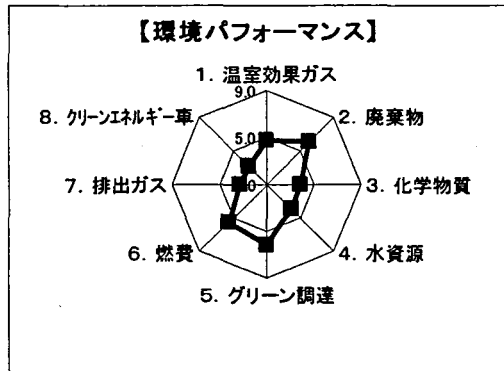 【環境パフォーマンス】
1. 温室効果ガス
9.0
8. クリーンエネルギー車
2. 廃棄物
5.0
7. 排出ガス
3. 化学物質
6. 燃費
4. 水資源
5. グリーン調達